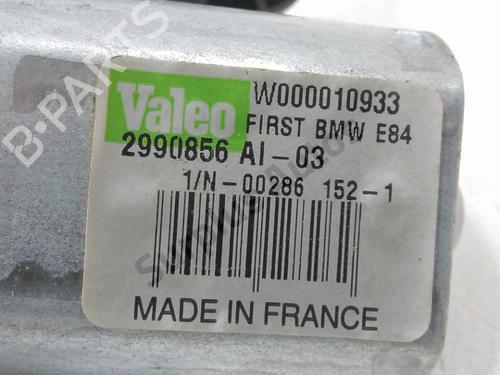 Valeo W000010933
FIRST BMW E84
2990856 AI-03
1/N-00286 152-1
MADE IN FRANCE
B-PARTS